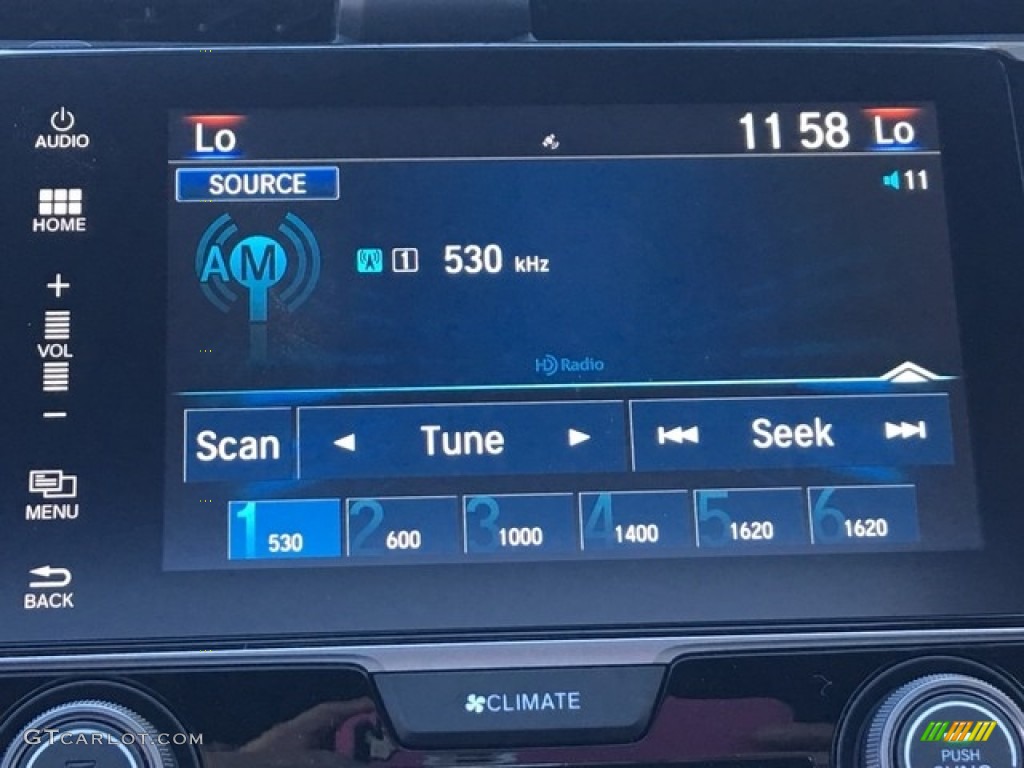 AUDIO
Lo
11 58
Lo
SOURCE
11
HOME
AM
1 530 kHz
VOL
HD Radio
Scan
Tune
Seek
MENU
1 530
2 600
3 1000
4 1400
5 1620
6 1620
BACK
CLIMATE
GTCARLOT.COM
PUSH